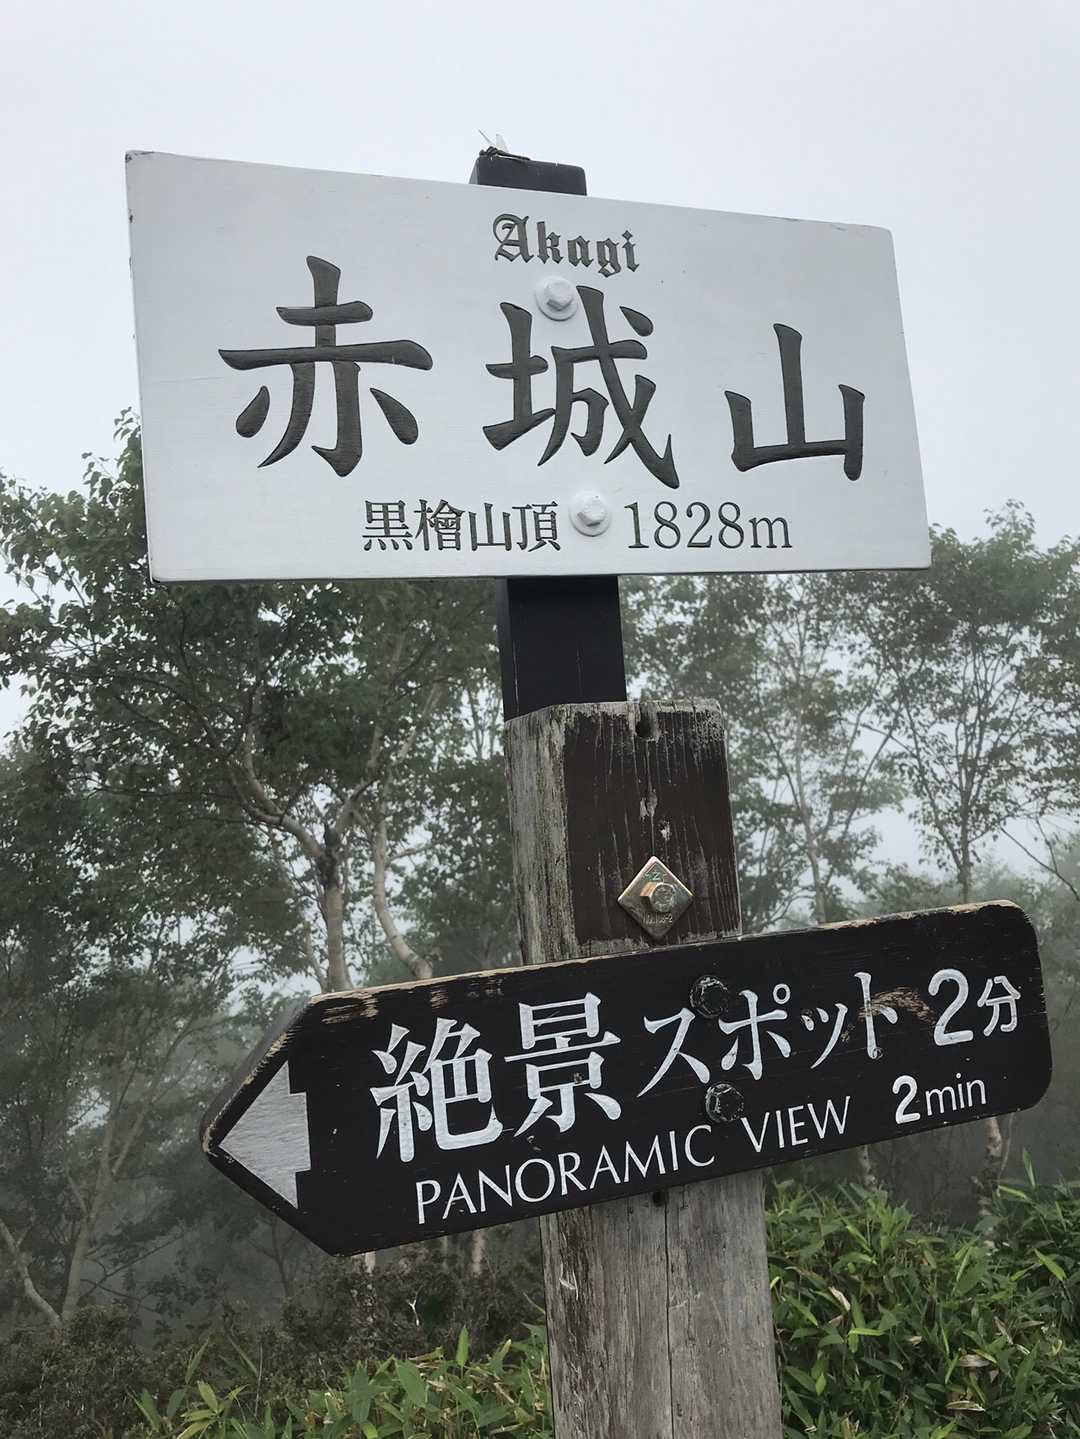 Akagi
赤城山
黒檜山頂 1828m
絶景スポット 2分
PANORAMIC VIEW 2min